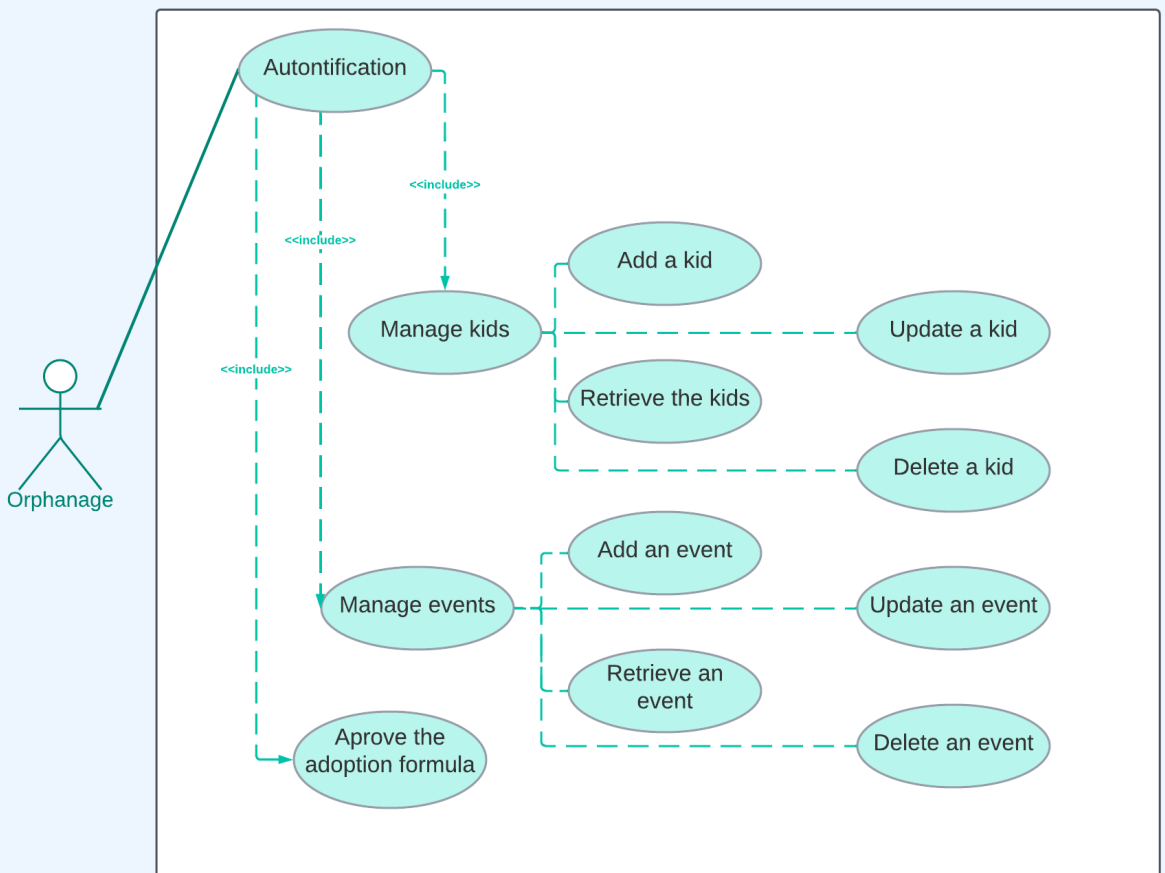 Autontification
<<include>>
<<include>>
Add a kid
Manage kids
Update a kid
<<include>>
Retrieve the kids
Delete a kid
Orphanage
Add an event
Manage events
Update an event
Retrieve an
event
Aprove the
adoption formula
Delete an event